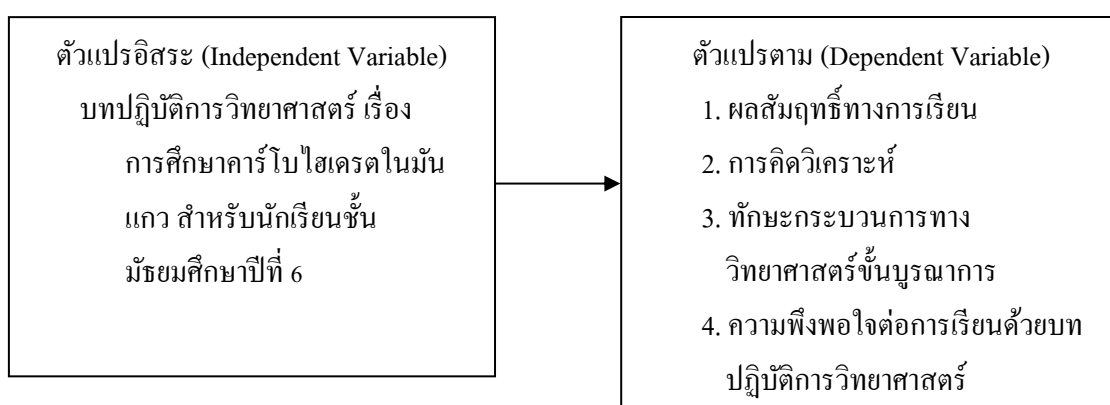 ตัวแปรอิสระ (Independent Variable)
บทปฏิบัติการวิทยาศาสตร์ เรื่อง
การศึกษาคาร์โบไฮเดรตในมัน
แกว สำหรับนักเรียนชั้น
มัธยมศึกษาปีที่ 6
ตัวแปรตาม (Dependent Variable)
1. ผลสัมฤทธิ์ทางการเรียน
2. การคิดวิเคราะห์
3. ทักษะกระบวนการทาง
วิทยาศาสตร์ขั้นบูรณาการ
4. ความพึงพอใจต่อการเรียนด้วยบท
ปฏิบัติการวิทยาศาสตร์